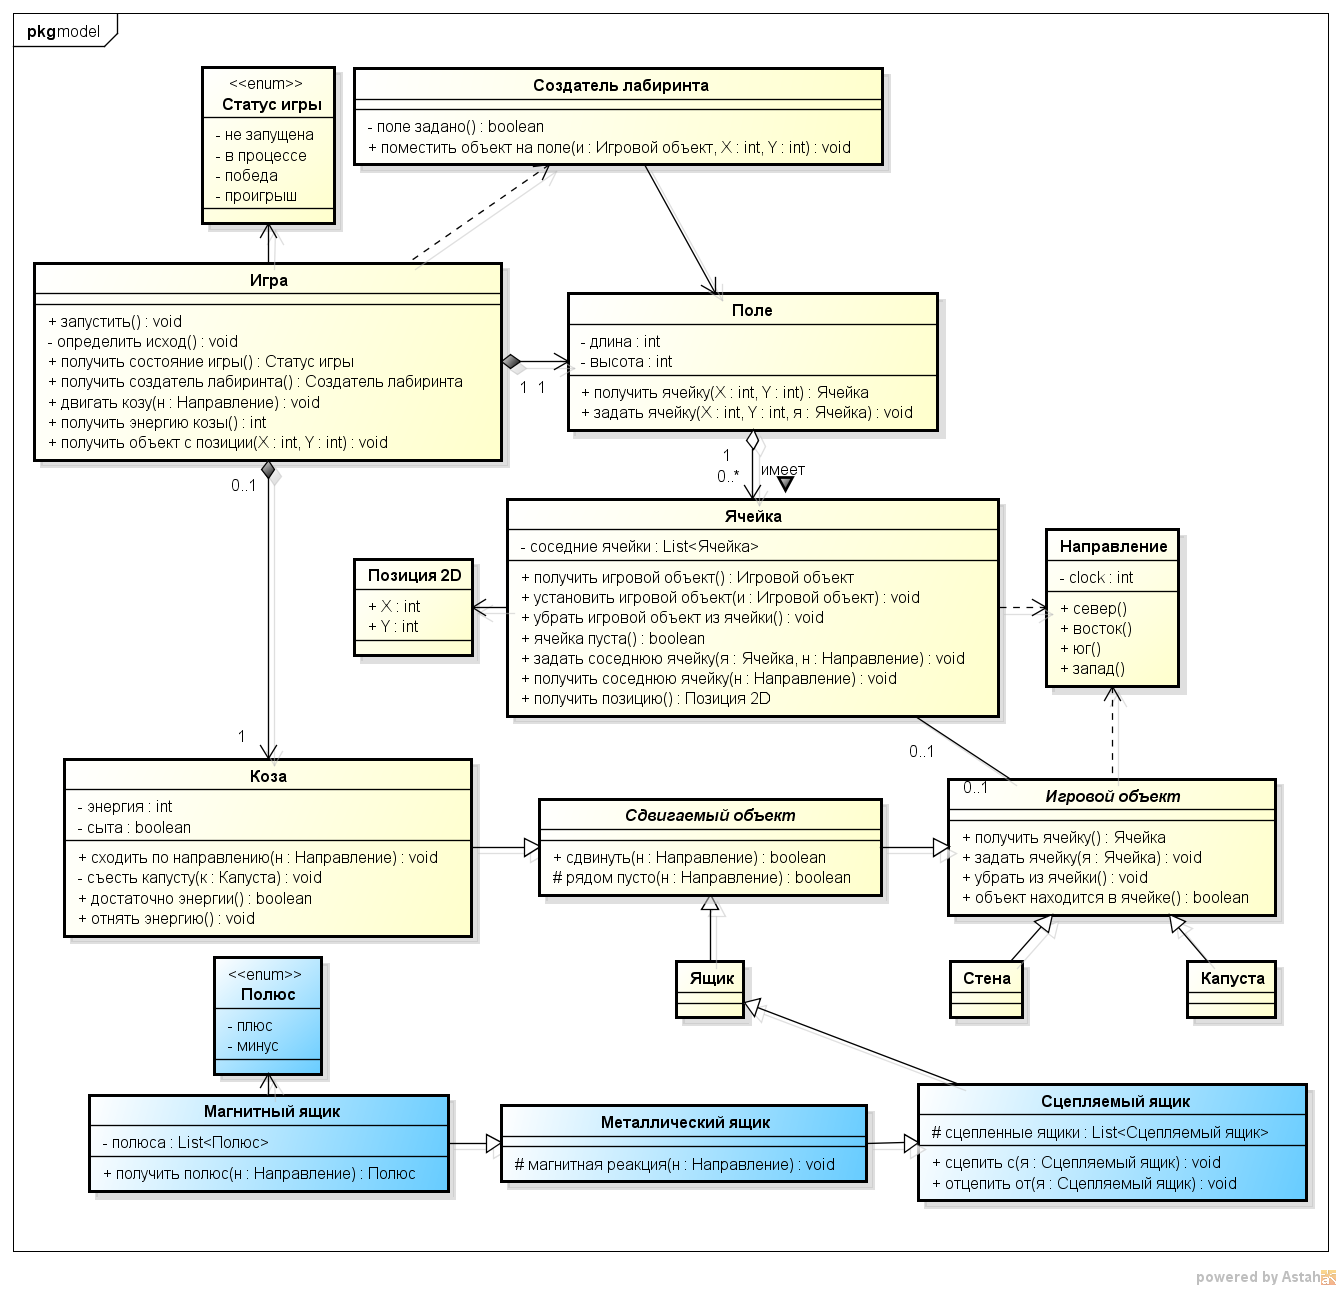 pkg model
<<enum>>
Статус игры
- не запущена
- в процессе
- победа
- проигрыш
Создатель лабиринта
- поле задано() : boolean
+ поместить объект на поле(и : Игровой объект, X : int, Y : int) : void
Игра
+ запустить() : void
- определить исход() : void
+ получить состояние игры() : Статус игры
+ получить создатель лабиринта() : Создатель лабиринта
+ двигать козу(н : Направление) : void
+ получить энергию козы() : int
+ получить объект с позиции(X : int, Y : int) : void
1 1
Поле
- длина : int
- высота : int
+ получить ячейку(X : int, Y : int) : Ячейка
+ задать ячейку(X : int, Y : int, я : Ячейка) : void
1
0..*
имеет
0..1
1
Ячейка
- соседние ячейки : List<Ячейка>
+ получить игровой объект() : Игровой объект
+ установить игровой объект(и : Игровой объект) : void
+ убрать игровой объект из ячейки() : void
+ ячейка пуста() : boolean
+ задать соседнюю ячейку(я : Ячейка, н : Направление) : void
+ получить соседнюю ячейку(н : Направление) : void
+ получить позицию() : Позиция 2D
Позиция 2D
+ X : int
+ Y : int
Направление
- clock : int
+ север()
+ восток()
+ юг()
+ запад()
0..1
0..1
Коза
- энергия : int
- сыта : boolean
+ сходить по направлению(н : Направление) : void
- съесть капусту(к : Капуста) : void
+ достаточно энергии() : boolean
+ отнять энергию() : void
Сдвигаемый объект
+ сдвинуть(н : Направление) : boolean
# рядом пусто(н : Направление) : boolean
Игровой объект
+ получить ячейку() : Ячейка
+ задать ячейку(я : Ячейка) : void
+ убрать из ячейки() : void
+ объект находится в ячейке() : boolean
Ящик
Стена
Капуста
<<enum>>
Полюс
- плюс
- минус
Магнитный ящик
- полюса : List<Полюс>
+ получить полюс(н : Направление) : Полюс
Металлический ящик
# магнитная реакция(н : Направление) : void
Сцепляемый ящик
# сцепленные ящики : List<Сцепляемый ящик>
+ сцепить с(я : Сцепляемый ящик) : void
+ отцепить от(я : Сцепляемый ящик) : void
powered by Astah